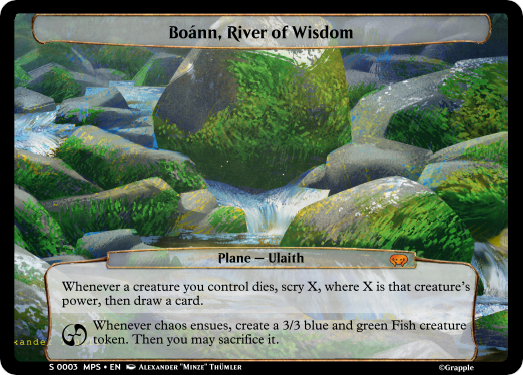 Boánn, River of Wisdom
Plane — Ulaith
Whenever a creature you control dies, scry X, where X is that creature's
power, then draw a card.
Whenever chaos ensues, create a 3/3 blue and green Fish creature
token. Then you may sacrifice it.
S 0003 MPS • EN ALEXANDER "MINZE" THÜMLER
©Grapple